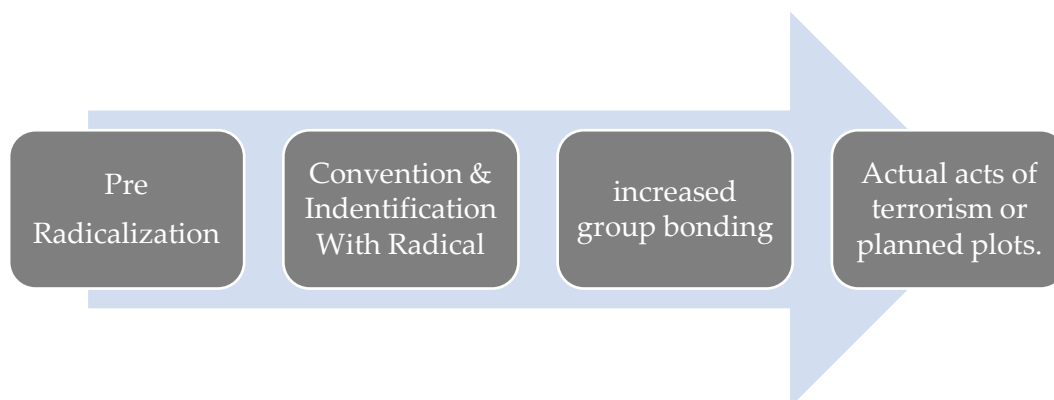 Pre
Radicalization
Convention &
Indentification
With Radical
increased
group bonding
Actual acts of
terrorism or
planned plots.